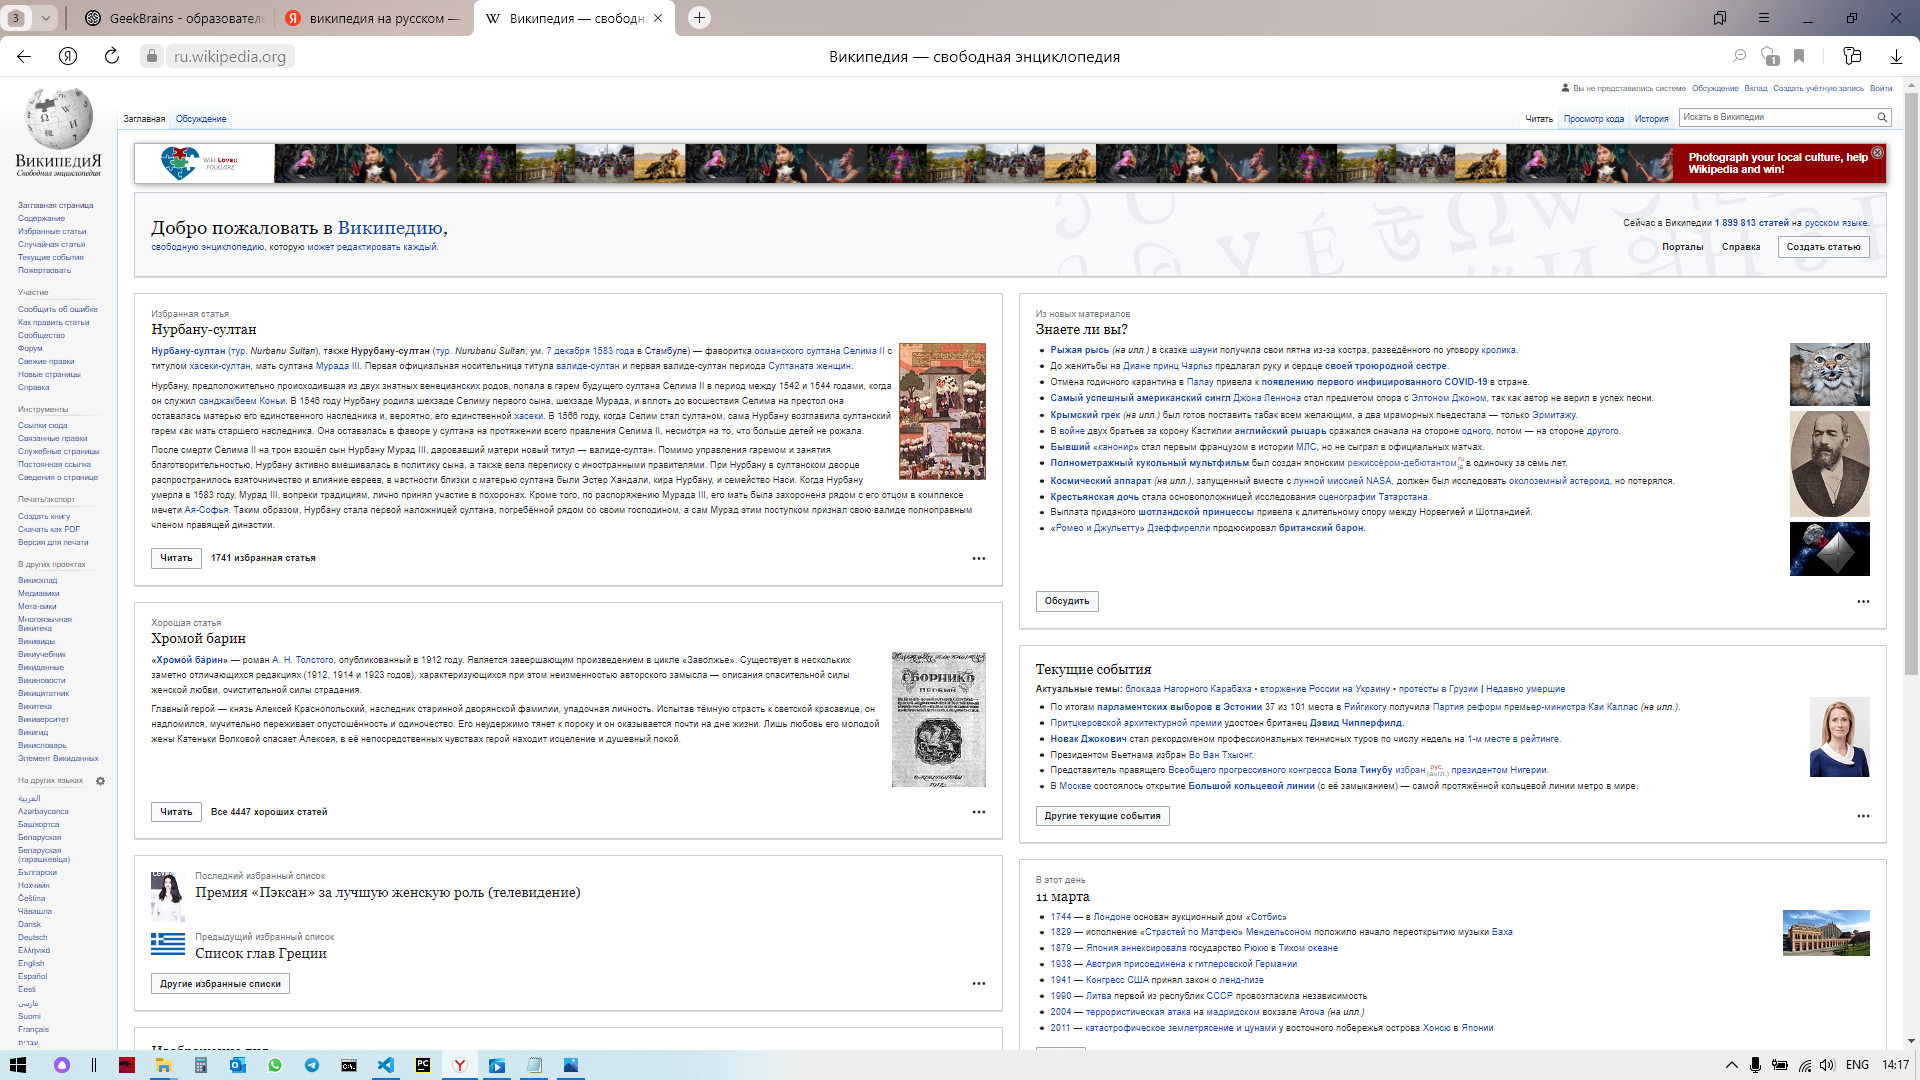 3
GeekBrains - образователь
википедия на русском —
Википедия — свободна
ru.wikipedia.org
Википедия — свободная энциклопедия
1
Вы не представились системе Обсуждение Вклад Создать учётную запись Войти
Заглавная Обсуждение
Читать Просмотр кода История Искать в Википедии
ВИКИПЕДИЯ
Свободная энциклопедия
Wiki Loves
FOLKLORE
Photograph your local culture, help
Wikipedia and win!
Добро пожаловать в Википедию,
свободную энциклопедию, которую может редактировать каждый.
Сейчас в Википедии 1 899 813 статей на русском языке.
Порталы Справка Создать статью
Заглавная страница
Содержание
Избранные статьи
Случайная статья
Текущие события
Пожертвовать
Участие
Сообщить об ошибке
Как править статьи
Сообщество
Форум
Свежие правки
Новые страницы
Справка
Инструменты
Ссылки сюда
Связанные правки
Служебные страницы
Постоянная ссылка
Сведения о странице
Печать/экспорт
Создать книгу
Скачать как PDF
Версия для печати
В других проектах
Викисклад
Медиавики
Мета-вики
Многоязычная
Викитека
Викивиды
Викиучебник
Викиданные
Викиновости
Викицитатник
Викитека
Викиверситет
Викигид
Викисловарь
Элемент Викиданных
На других языках
العربية
Azərbaycanca
Башҡортса
Беларуская
Беларуская
(тарашкевіца)
Български
Нохчийн
Čeština
Чӑвашла
Dansk
Deutsch
Ελληνικά
English
Español
Eesti
فارسی
Suomi
Français
עברית
Избранная статья
Нурбану-султан
Нурбану-султан (тур. Nurbanu Sultan), также Нурубану-султан (тур. Nurubanu Sultan; ум. 7 декабря 1583 года в Стамбуле) — фаворитка османского султана Селима II с
титулом хасеки-султан, мать султана Мурада III. Первая официальная носительница титула валиде-султан и первая валиде-султан периода Султаната женщин.
Нурбану, предположительно происходившая из двух знатных венецианских родов, попала в гарем будущего султана Селима II в период между 1542 и 1544 годами, когда
он служил санджакбеем Коньи. В 1546 году Нурбану родила шехзаде Селиму первого сына, шехзаде Мурада, и вплоть до восшествия Селима на престол она
оставалась матерью его единственного наследника и, вероятно, его единственной хасеки. В 1566 году, когда Селим стал султаном, сама Нурбану возглавила султанский
гарем как мать старшего наследника. Она оставалась в фаворе у султана на протяжении всего правления Селима II, несмотря на то, что больше детей не рожала.
После смерти Селима II на трон взошёл сын Нурбану Мурад III, даровавший матери новый титул — валиде-султан. Помимо управления гаремом и занятия
благотворительностью, Нурбану активно вмешивалась в политику сына, а также вела переписку с иностранными правителями. При Нурбану в султанском дворце
распространилось взяточничество и влияние евреев, в частности близки с матерью султана были Эстер Хандали, кира Нурбану, и семейство Наси. Когда Нурбану
умерла в 1583 году, Мурад III, вопреки традициям, лично принял участие в похоронах. Кроме того, по распоряжению Мурада III, его мать была захоронена рядом с его отцом в комплексе
мечети Ая-Софья. Таким образом, Нурбану стала первой наложницей султана, погребённой рядом со своим господином, а сам Мурад этим поступком признал свою валиде полноправным
членом правящей династии.
Читать 1741 избранная статья
Хорошая статья
Хромой барин
«Хромо́й ба́рин» — роман А. Н. Толстого, опубликованный в 1912 году. Является завершающим произведением в цикле «Заволжье». Существует в нескольких
заметно отличающихся редакциях (1912, 1914 и 1923 годов), характеризующихся при этом неизменностью авторского замысла — описания спасительной силы
женской любви, очистительной силы страдания.
Главный герой — князь Алексей Краснопольский, наследник старинной дворянской фамилии, упадочная личность. Испытав тёмную страсть к светской красавице, он
надломился, мучительно переживает опустошённость и одиночество. Его неудержимо тянет к пороку и он оказывается почти на дне жизни. Лишь любовь его молодой
жены Катеньки Волковой спасает Алексея, в её непосредственных чувствах герой находит исцеление и душевный покой.
СБОРНИКЪ
ПЕРВЫЙ
Читать Все 4447 хороших статей
Последний избранный список
Премия «Пэксан» за лучшую женскую роль (телевидение)
Предыдущий избранный список
Список глав Греции
Другие избранные списки
Из новых материалов
Знаете ли вы?
Рыжая рысь (на илл.) в сказке шауни получила свои пятна из-за костра, разведённого по уговору кролика.
До женитьбы на Диане принц Чарльз предлагал руку и сердце своей троюродной сестре.
Отмена годичного карантина в Палау привела к появлению первого инфицированного COVID-19 в стране.
Самый успешный американский сингл Джона Леннона стал предметом спора с Элтоном Джоном, так как автор не верил в успех песни.
Крымский грек (на илл.) был готов поставить табак всем желающим, а два мраморных пьедестала — только Эрмитажу.
В войне двух братьев за корону Кастилии английский рыцарь сражался сначала на стороне одного, потом — на стороне другого.
Бывший «канонир» стал первым французом в истории МЛС, но не сыграл в официальных матчах.
Полнометражный кукольный мультфильм был создан японским режиссёром-дебютантом ru ja в одиночку за семь лет.
Космический аппарат (на илл.), запущенный вместе с лунной миссией NASA, должен был исследовать околоземный астероид, но потерялся.
Крестьянская дочь стала основоположницей исследования сценографии Татарстана.
Выплата приданого шотландской принцессы привела к длительному спору между Норвегией и Шотландией.
«Ромео и Джульетту» Дзеффирелли продюсировал британский барон.
Обсудить
Текущие события
Актуальные темы: блокада Нагорного Карабаха • вторжение России на Украину • протесты в Грузии | Недавно умершие
По итогам парламентских выборов в Эстонии 37 из 101 места в Рийгикогу получила Партия реформ премьер-министра Каи Каллас (на илл.).
Притцкеровской архитектурной премии удостоен британец Дэвид Чипперфилд.
Новак Джокович стал рекордсменом профессиональных теннисных туров по числу недель на 1-м месте в рейтинге.
Президентом Вьетнама избран Во Ван Тхыонг.
Представитель правящего Всеобщего прогрессивного конгресса Бола Тинубу избран рус. (англ.) президентом Нигерии.
В Москве состоялось открытие Большой кольцевой линии (с её замыканием) — самой протяжённой кольцевой линии метро в мире.
Другие текущие события
В этот день
11 марта
1744 — в Лондоне основан аукционный дом «Сотбис»
1829 — исполнение «Страстей по Матфею» Мендельсоном положило начало переоткрытию музыки Баха
1879 — Япония аннексировала государство Рюкю в Тихом океане
1938 — Австрия присоединена к гитлеровской Германии
1941 — Конгресс США принял закон о ленд-лизе
1990 — Литва первой из республик СССР провозгласила независимость
2004 — террористическая атака на мадридском вокзале Аточа (на илл.)
2011 — катастрофическое землетрясение и цунами у восточного побережья острова Хонсю в Японии
ENG 14:17